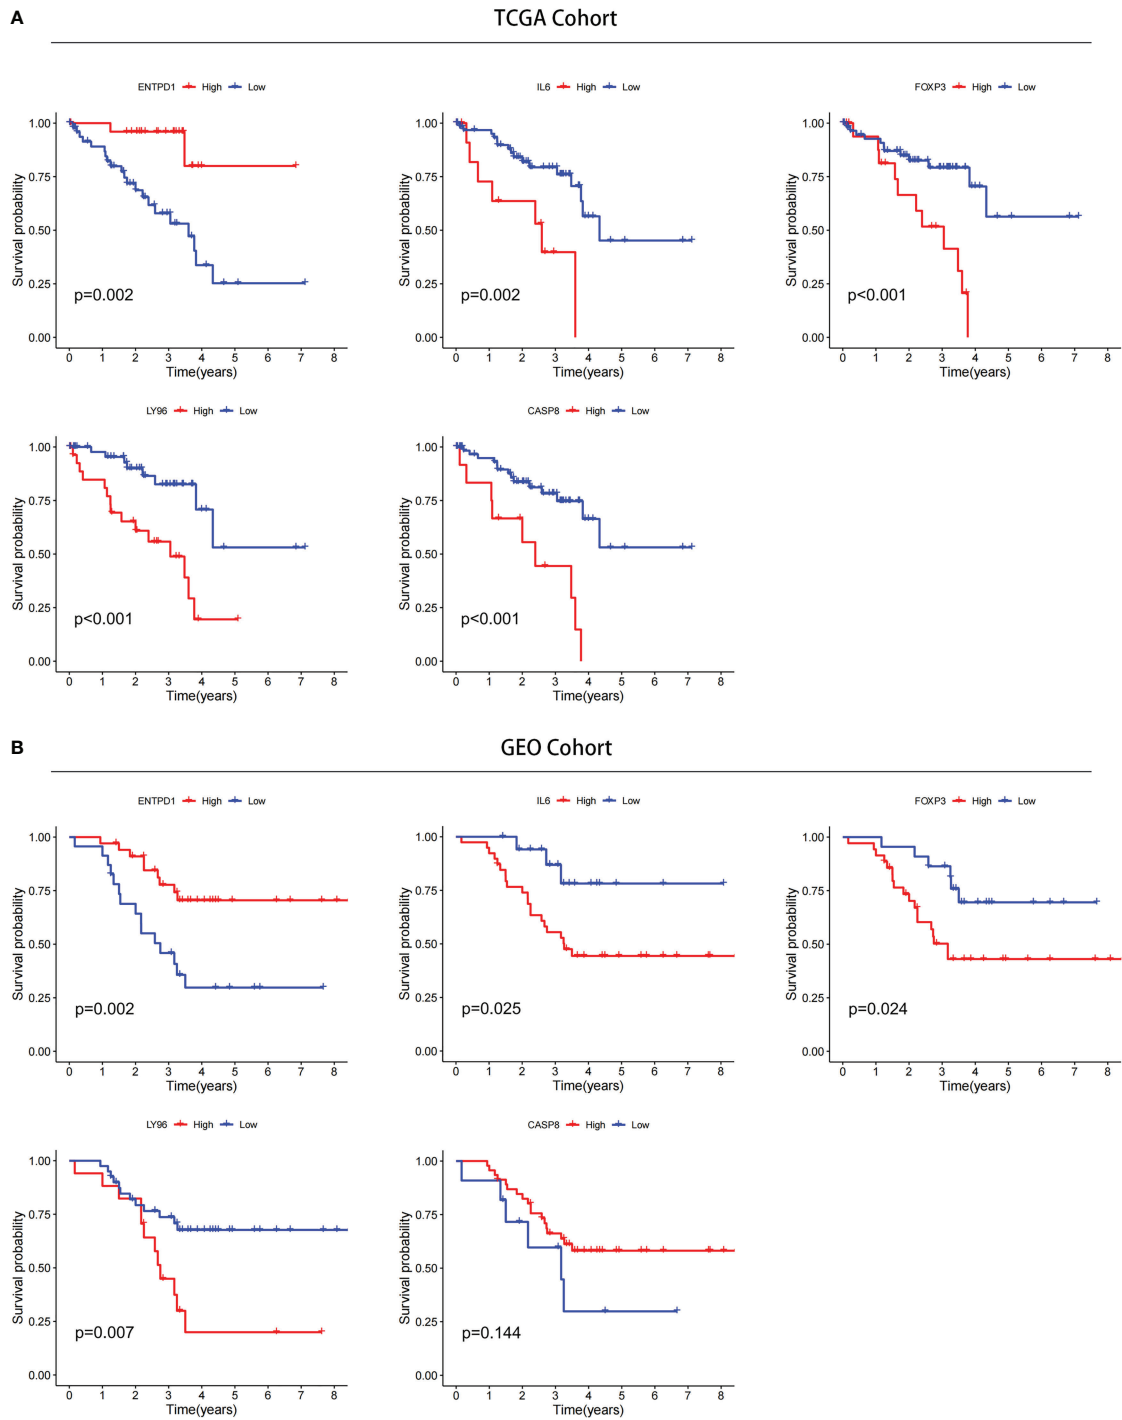 A
TCGA Cohort
ENTPD1 High Low
1.00
0.75
0.50
0.25
0.00
Survival probability
p=0.002
0 1 2 3 4 5 6 7 8
Time(years)
IL6 High Low
1.00
0.75
0.50
0.25
0.00
Survival probability
p=0.002
0 1 2 3 4 5 6 7 8
Time(years)
FOXP3 High Low
1.00
0.75
0.50
0.25
0.00
Survival probability
p<0.001
0 1 2 3 4 5 6 7 8
Time(years)
LY96 High Low
1.00
0.75
0.50
0.25
0.00
Survival probability
p<0.001
0 1 2 3 4 5 6 7 8
Time(years)
CASP8 High Low
1.00
0.75
0.50
0.25
0.00
Survival probability
p<0.001
0 1 2 3 4 5 6 7 8
Time(years)
B
GEO Cohort
ENTPD1 High Low
1.00
0.75
0.50
0.25
0.00
Survival probability
p=0.002
0 1 2 3 4 5 6 7 8
Time(years)
IL6 High Low
1.00
0.75
0.50
0.25
0.00
Survival probability
p=0.025
0 1 2 3 4 5 6 7 8
Time(years)
FOXP3 High Low
1.00
0.75
0.50
0.25
0.00
Survival probability
p=0.024
0 1 2 3 4 5 6 7 8
Time(years)
LY96 High Low
1.00
0.75
0.50
0.25
0.00
Survival probability
p=0.007
0 1 2 3 4 5 6 7 8
Time(years)
CASP8 High Low
1.00
0.75
0.50
0.25
0.00
Survival probability
p=0.144
0 1 2 3 4 5 6 7 8
Time(years)